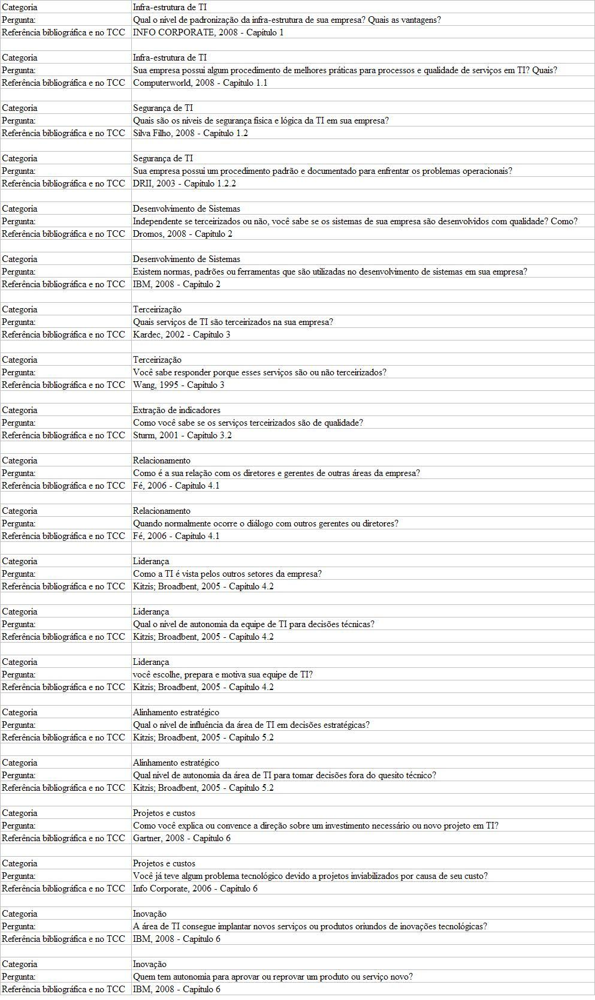 Categoria Infra-estrutura de TI
Pergunta: Qual o nível de padronização da infra-estrutura de sua empresa? Quais as vantagens?
Referência bibliográfica e no TCC INFO CORPORATE, 2008 - Capítulo 1
Categoria Infra-estrutura de TI
Pergunta: Sua empresa possui algum procedimento de melhores práticas para processos e qualidade de serviços em TI? Quais?
Referência bibliográfica e no TCC Computerworld, 2008 - Capítulo 1.1
Categoria Segurança de TI
Pergunta: Quais são os níveis de segurança física e lógica da TI em sua empresa?
Referência bibliográfica e no TCC Silva Filho, 2008 - Capítulo 1.2
Categoria Segurança de TI
Pergunta: Sua empresa possui um procedimento padrão e documentado para enfrentar os problemas operacionais?
Referência bibliográfica e no TCC DRII, 2003 - Capítulo 1.2.2
Categoria Desenvolvimento de Sistemas
Pergunta: Independente se terceirizados ou não, você sabe se os sistemas de sua empresa são desenvolvidos com qualidade? Como?
Referência bibliográfica e no TCC Dromos, 2008 - Capítulo 2
Categoria Desenvolvimento de Sistemas
Pergunta: Existem normas, padrões ou ferramentas que são utilizadas no desenvolvimento de sistemas em sua empresa?
Referência bibliográfica e no TCC IBM, 2008 - Capítulo 2
Categoria Terceirização
Pergunta: Quais serviços de TI são terceirizados na sua empresa?
Referência bibliográfica e no TCC Kardec, 2002 - Capítulo 3
Categoria Terceirização
Pergunta: Você sabe responder porque esses serviços são ou não terceirizados?
Referência bibliográfica e no TCC Wang, 1995 - Capítulo 3
Categoria Extração de indicadores
Pergunta: Como você sabe se os serviços terceirizados são de qualidade?
Referência bibliográfica e no TCC Sturm, 2001 - Capítulo 3.2
Categoria Relacionamento
Pergunta: Como é a sua relação com os diretores e gerentes de outras áreas da empresa?
Referência bibliográfica e no TCC Fé, 2006 - Capítulo 4.1
Categoria Relacionamento
Pergunta: Quando normalmente ocorre o diálogo com outros gerentes ou diretores?
Referência bibliográfica e no TCC Fé, 2006 - Capítulo 4.1
Categoria Liderança
Pergunta: Como a TI é vista pelos outros setores da empresa?
Referência bibliográfica e no TCC Kitzis; Broadbent, 2005 - Capítulo 4.2
Categoria Liderança
Pergunta: Qual o nível de autonomia da equipe de TI para decisões técnicas?
Referência bibliográfica e no TCC Kitzis; Broadbent, 2005 - Capítulo 4.2
Categoria Liderança
Pergunta: você escolhe, prepara e motiva sua equipe de TI?
Referência bibliográfica e no TCC Kitzis; Broadbent, 2005 - Capítulo 4.2
Categoria Alinhamento estratégico
Pergunta: Qual o nível de influência da área de TI em decisões estratégicas?
Referência bibliográfica e no TCC Kitzis; Broadbent, 2005 - Capítulo 5.2
Categoria Alinhamento estratégico
Pergunta: Qual nível de autonomia da área de TI para tomar decisões fora do quesito técnico?
Referência bibliográfica e no TCC Kitzis; Broadbent, 2005 - Capítulo 5.2
Categoria Projetos e custos
Pergunta: Como você explica ou convence a direção sobre um investimento necessário ou novo projeto em TI?
Referência bibliográfica e no TCC Gartner, 2008 - Capítulo 6
Categoria Projetos e custos
Pergunta: Você já teve algum problema tecnológico devido a projetos inviabilizados por causa de seu custo?
Referência bibliográfica e no TCC Info Corporate, 2006 - Capítulo 6
Categoria Inovação
Pergunta: A área de TI consegue implantar novos serviços ou produtos oriundos de inovações tecnológicas?
Referência bibliográfica e no TCC IBM, 2008 - Capítulo 6
Categoria Inovação
Pergunta: Quem tem autonomia para aprovar ou reprovar um produto ou serviço novo?
Referência bibliográfica e no TCC IBM, 2008 - Capítulo 6